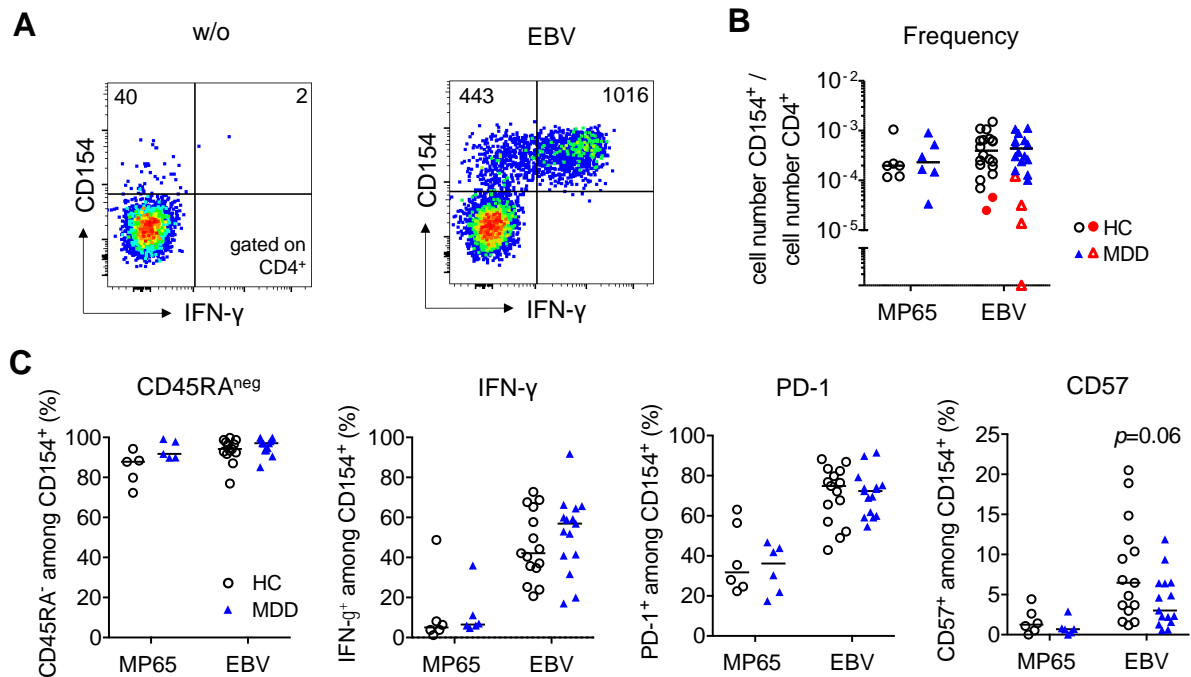 A
w/o
EBV
40
2
443
1016
CD154
CD154
gated on
CD4⁺
IFN-γ
IFN-γ
B
Frequency
cell number CD154⁺ /
cell number CD4⁺
10⁻²
10⁻³
10⁻⁴
10⁻⁵
MP65
EBV
HC
MDD
C
CD45RAⁿᵉᵍ
CD45RA⁻ among CD154⁺ (%)
100
80
60
40
20
0
HC
MDD
MP65
EBV
IFN-γ
IFN-g⁺ among CD154⁺ (%)
100
80
60
40
20
0
MP65
EBV
PD-1
PD-1⁺ among CD154⁺ (%)
100
80
60
40
20
0
MP65
EBV
CD57
CD57⁺ among CD154⁺ (%)
p=0.06
25
20
15
10
5
0
MP65
EBV